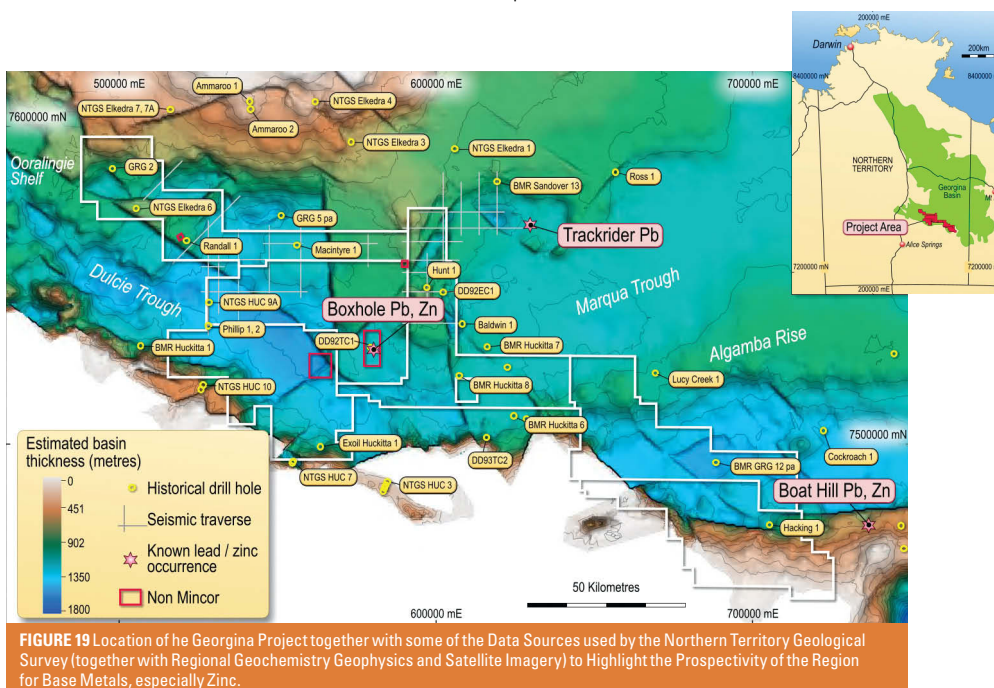 200000 mE
Darwin
200km
8400000 mN
8400000
NORTHERN
TERRITORY
Georgina
Basin
Project Area
Alice Springs
7200000 mN
7200000
200000 mE
500000 mE
600000 mE
700000 mE
7600000 mN
Ammaroo 1
NTGS Elkedra 7, 7A
NTGS Elkedra 4
Ammaroo 2
NTGS Elkedra 3
NTGS Elkedra 1
Ooralingie
Shelf
GRG 2
BMR Sandover 13
Ross 1
NTGS Elkedra 6
GRG 5 pa
Trackrider Pb
Randall 1
Macintyre 1
Dulcie Trough
Hunt 1
DD92EC1
Marqua Trough
NTGS HUC 9A
Boxhole Pb, Zn
Phillip 1, 2
DD92TC1
Baldwin 1
BMR Huckitta 1
BMR Huckitta 7
Algamba Rise
NTGS HUC 10
BMR Huckitta 8
Lucy Creek 1
BMR Huckitta 6
7500000 mN
Exoil Huckitta 1
DD93TC2
Cockroach 1
NTGS HUC 7
BMR GRG 12 pa
NTGS HUC 3
Boat Hill Pb, Zn
Hacking 1
Estimated basin
thickness (metres)
0
451
902
1350
1800
Historical drill hole
Seismic traverse
Known lead / zinc
occurrence
Non Mincor
50 Kilometres
600000 mE
700000 mE
FIGURE 19 Location of he Georgina Project together with some of the Data Sources used by the Northern Territory Geological
Survey (together with Regional Geochemistry Geophysics and Satellite Imagery) to Highlight the Prospectivity of the Region
for Base Metals, especially Zinc.